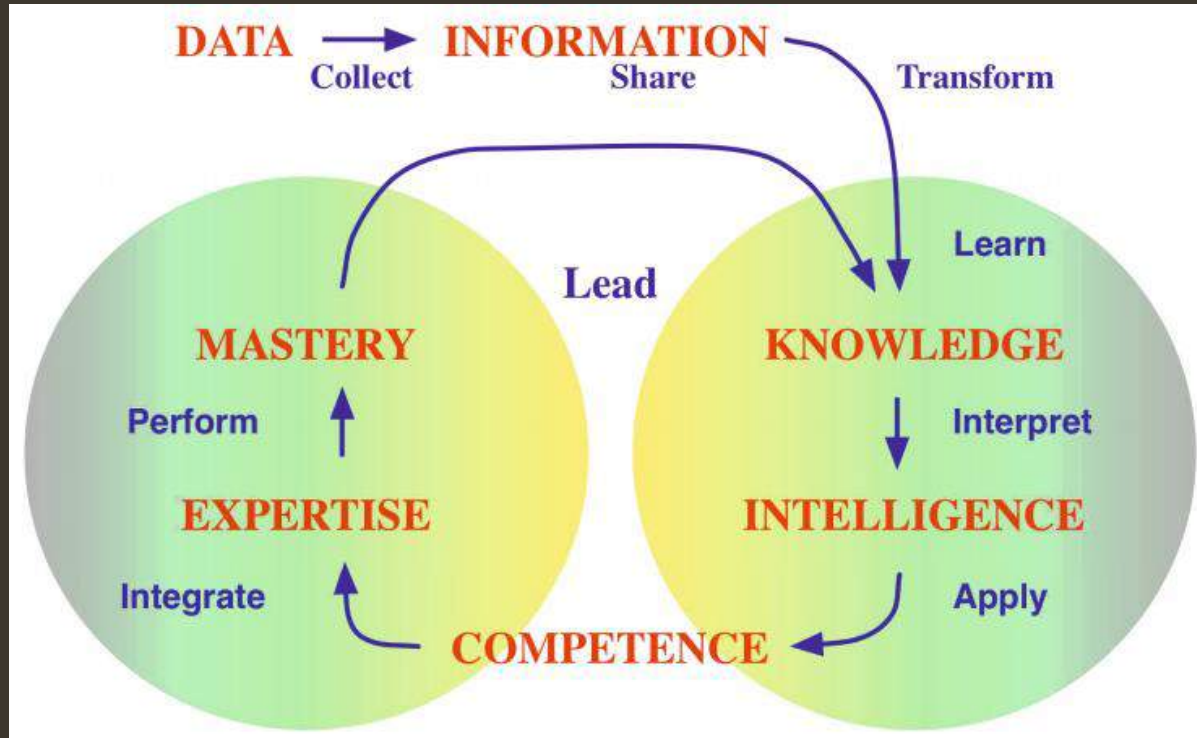 DATA INFORMATION
Collect Share Transform
Learn
Lead
MASTERY KNOWLEDGE
Perform Interpret
EXPERTISE INTELLIGENCE
Integrate Apply
COMPETENCE